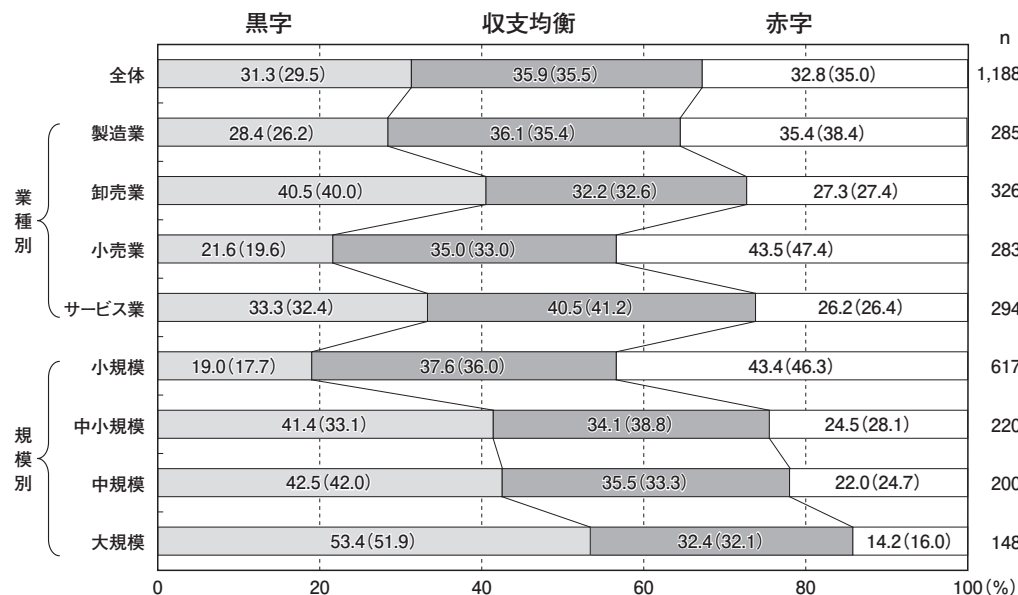 黒字 収支均衡 赤字
n
全体 31.3(29.5) 35.9(35.5) 32.8(35.0) 1,188
製造業 28.4(26.2) 36.1(35.4) 35.4(38.4) 285
卸売業 40.5(40.0) 32.2(32.6) 27.3(27.4) 326
業種別
小売業 21.6(19.6) 35.0(33.0) 43.5(47.4) 283
サービス業 33.3(32.4) 40.5(41.2) 26.2(26.4) 294
小規模 19.0(17.7) 37.6(36.0) 43.4(46.3) 617
中小規模 41.4(33.1) 34.1(38.8) 24.5(28.1) 220
規模別
中規模 42.5(42.0) 35.5(33.3) 22.0(24.7) 200
大規模 53.4(51.9) 32.4(32.1) 14.2(16.0) 148
0 20 40 60 80 100(%)